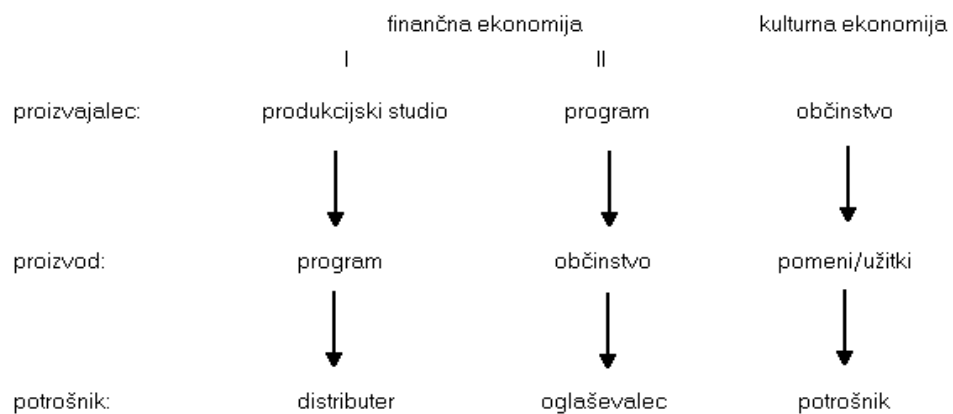 finančna ekonomija kulturna ekonomija
I II
proizvajalec: produkcijski studio program občinstvo
proizvod: program občinstvo pomeni/užitki
potrošnik: distributer oglaševalec potrošnik